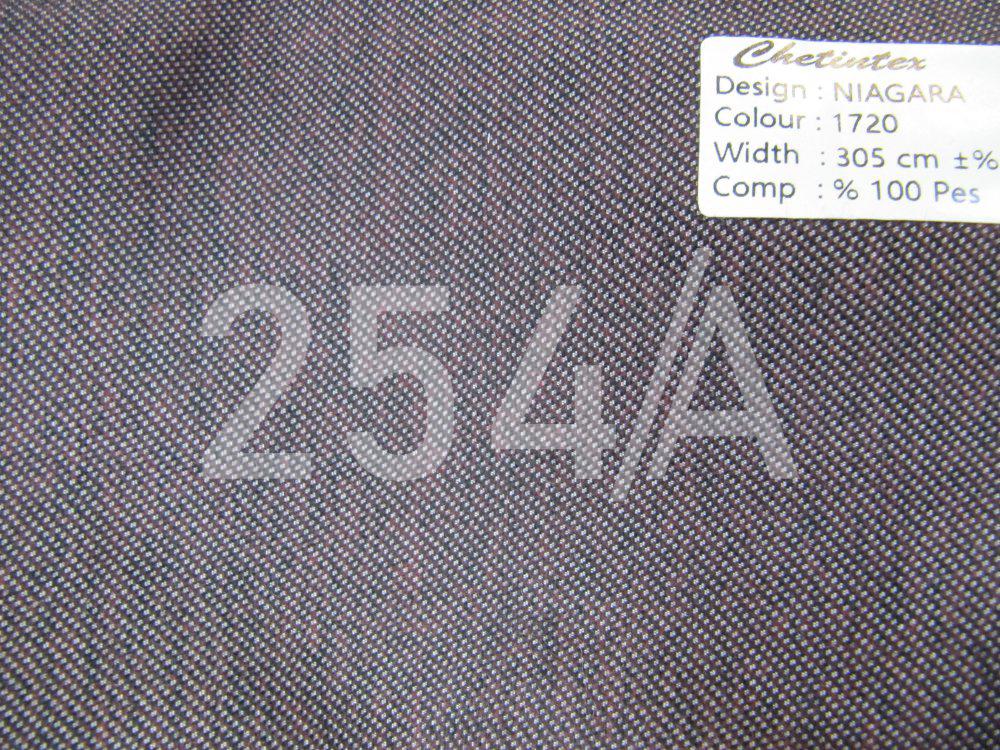 Chetintex
Design : NIAGARA
Colour : 1720
Width : 305 cm ±%
Comp : % 100 Pes
254/A